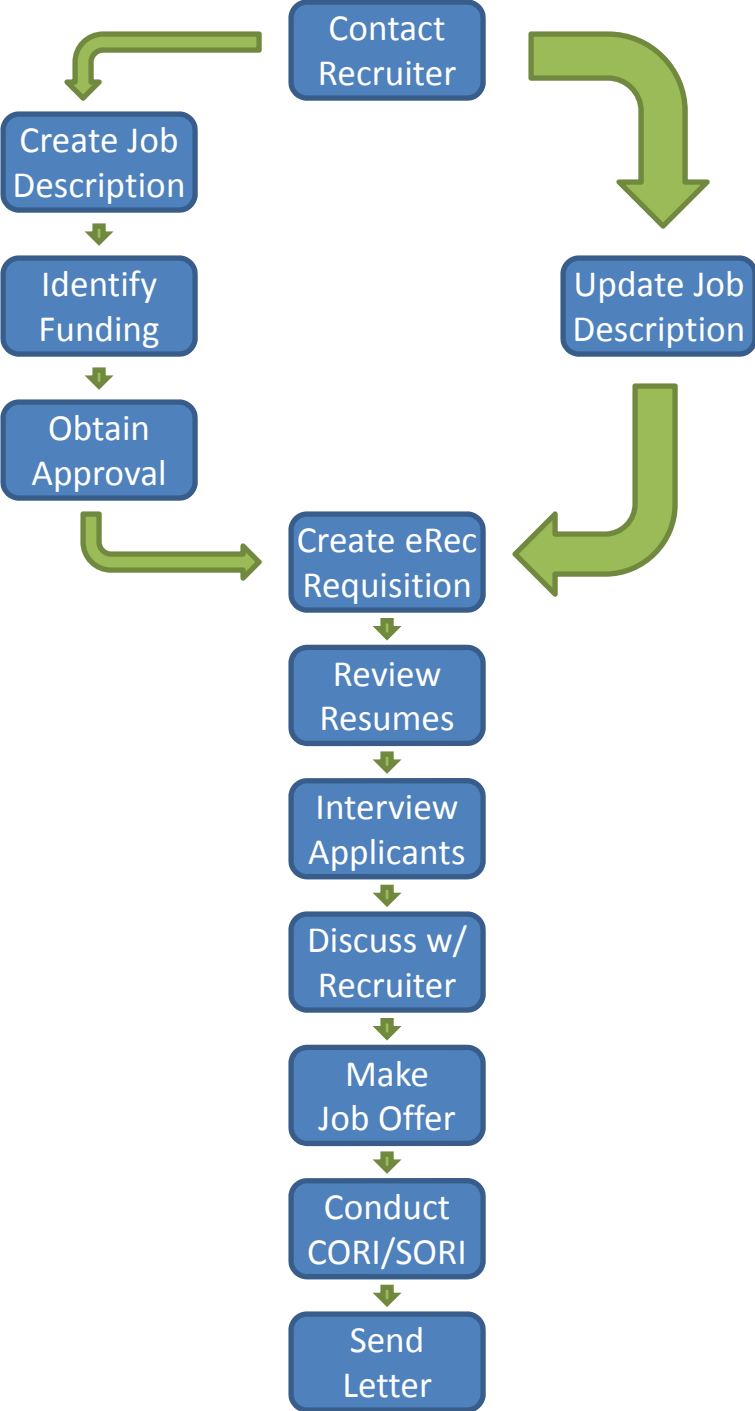 Contact
Recruiter
Create Job
Description
Identify
Funding
Update Job
Description
Obtain
Approval
Create eRec
Requisition
Review
Resumes
Interview
Applicants
Discuss w/
Recruiter
Make
Job Offer
Conduct
CORI/SORI
Send
Letter